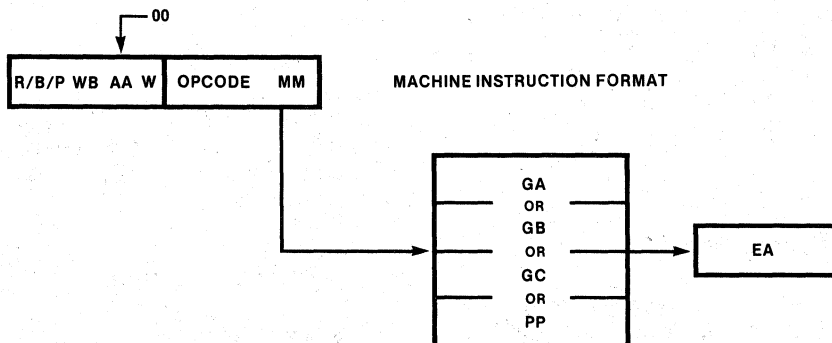 00
R/B/P WB AA W OPCODE MM
MACHINE INSTRUCTION FORMAT
GA
OR
GB
OR
GC
OR
PP
EA